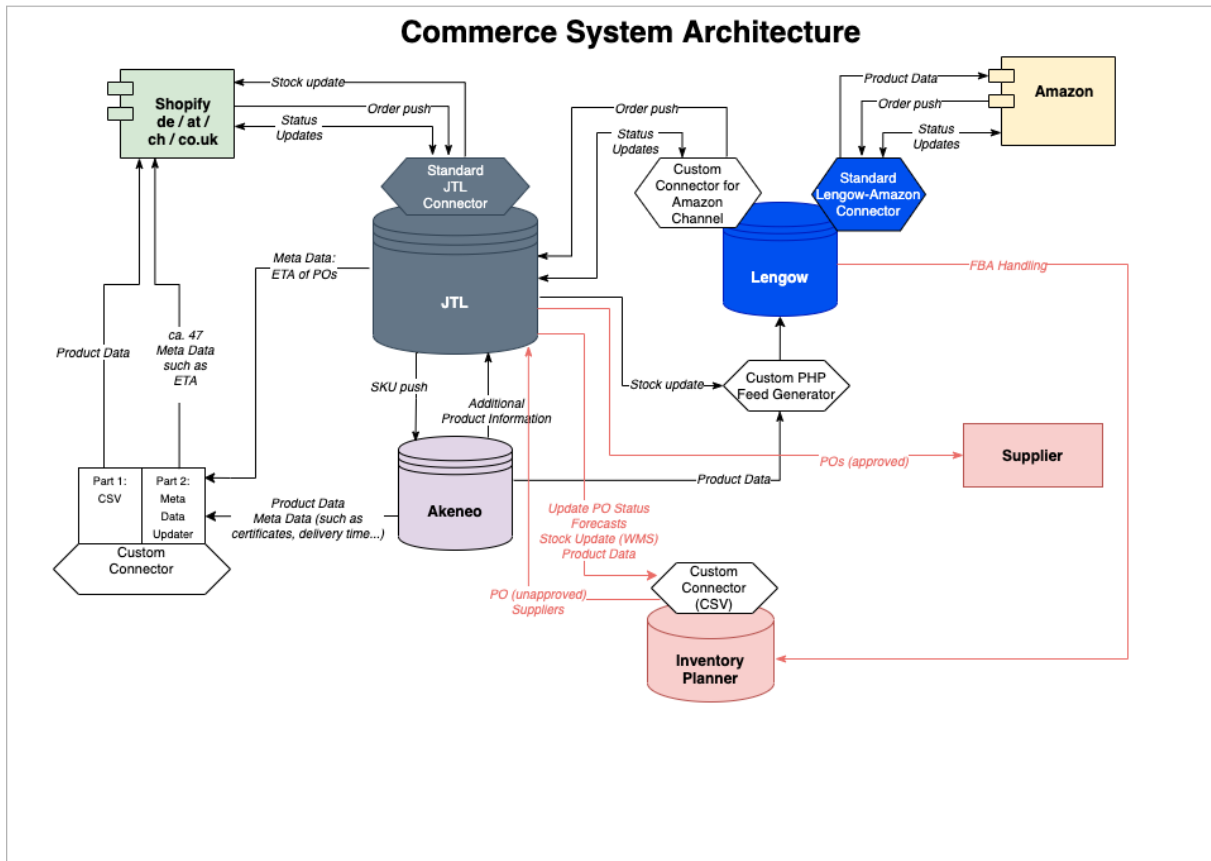 Commerce System Architecture
Shopify
de / at /
ch / co.uk
Stock update
Order push
Status
Updates
Standard
JTL
Connector
Order push
Status
Updates
Custom
Connector for
Amazon
Channel
Product Data
Order push
Status
Updates
Amazon
Standard
Lengow-Amazon
Connector
Meta Data:
ETA of POs
JTL
Lengow
FBA Handling
Product Data
ca. 47
Meta Data
such as
ETA
SKU push
Additional
Product Information
Stock update
Custom PHP
Feed Generator
POs (approved)
Supplier
Part 1:
CSV
Part 2:
Meta
Data
Updater
Custom
Connector
Product Data
Meta Data (such as
certificates, delivery time...)
Akeneo
Product Data
Update PO Status
Forecasts
Stock Update (WMS)
Product Data
PO (unapproved)
Suppliers
Custom
Connector
(CSV)
Inventory
Planner